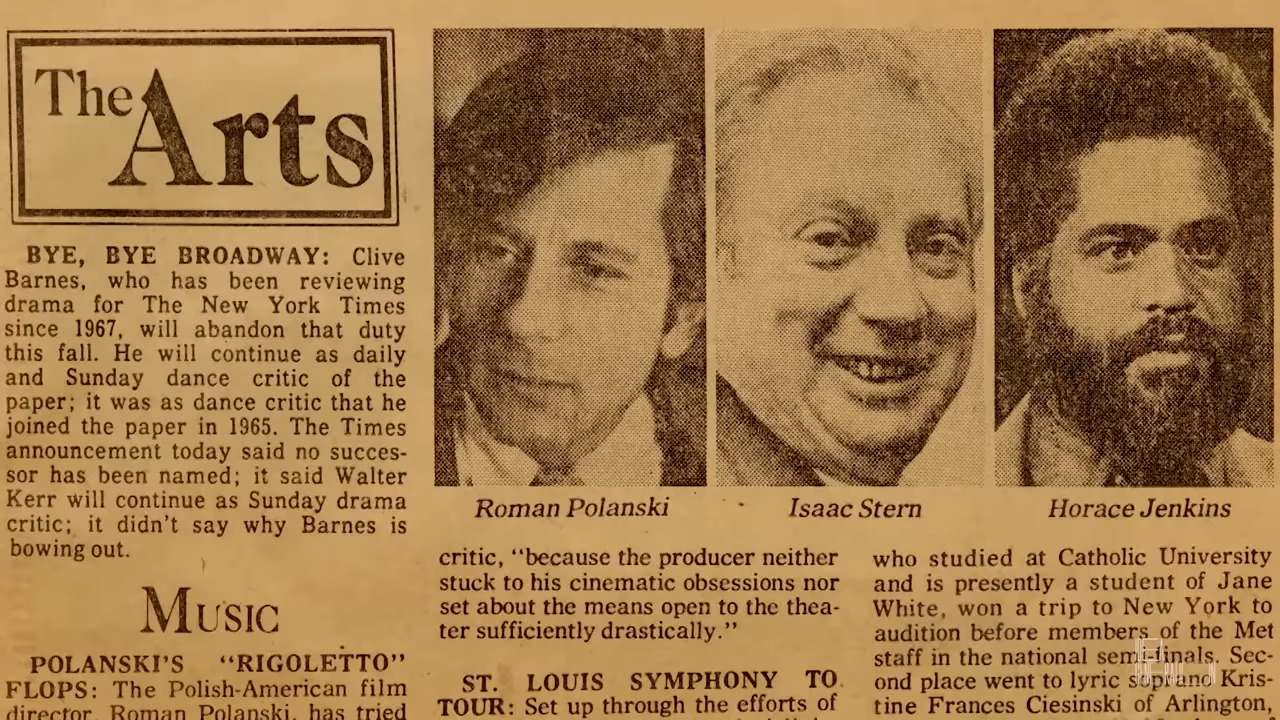 The
Arts
BYE, BYE BROADWAY: Clive
Barnes, who has been reviewing
drama for The New York Times
since 1967, will abandon that duty
this fall. He will continue as daily
and Sunday dance critic of the
paper; it was as dance critic that he
joined the paper in 1965. The Times
announcement today said no succes-
sor has been named; it said Walter
Kerr will continue as Sunday drama
critic; it didn't say why Barnes is
bowing out.
MUSIC
POLANSKI'S "RIGOLETTO"
FLOPS: The Polish-American film
director, Roman Polanski, has tried
Roman Polanski
Isaac Stern
Horace Jenkins
critic, "because the producer neither
stuck to his cinematic obsessions nor
set about the means open to the thea-
ter sufficiently drastically."
ST. LOUIS SYMPHONY TO
TOUR: Set up through the efforts of
who studied at Catholic University
and is presently a student of Jane
White, won a trip to New York to
audition before members of the Met
staff in the national semi-finals. Sec-
ond place went to lyric soprano Kris-
tine Frances Ciesinski of Arlington,